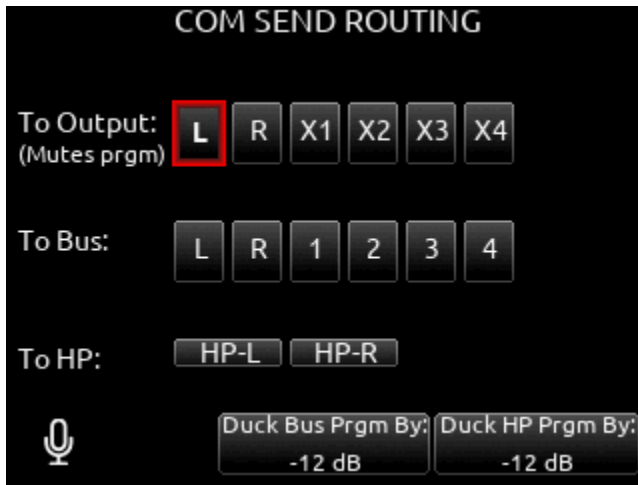 COM SEND ROUTING
To Output: L R X1 X2 X3 X4
(Mutes prgm)
To Bus: L R 1 2 3 4
To HP: HP-L HP-R
Duck Bus Prgm By: Duck HP Prgm By:
-12 dB -12 dB